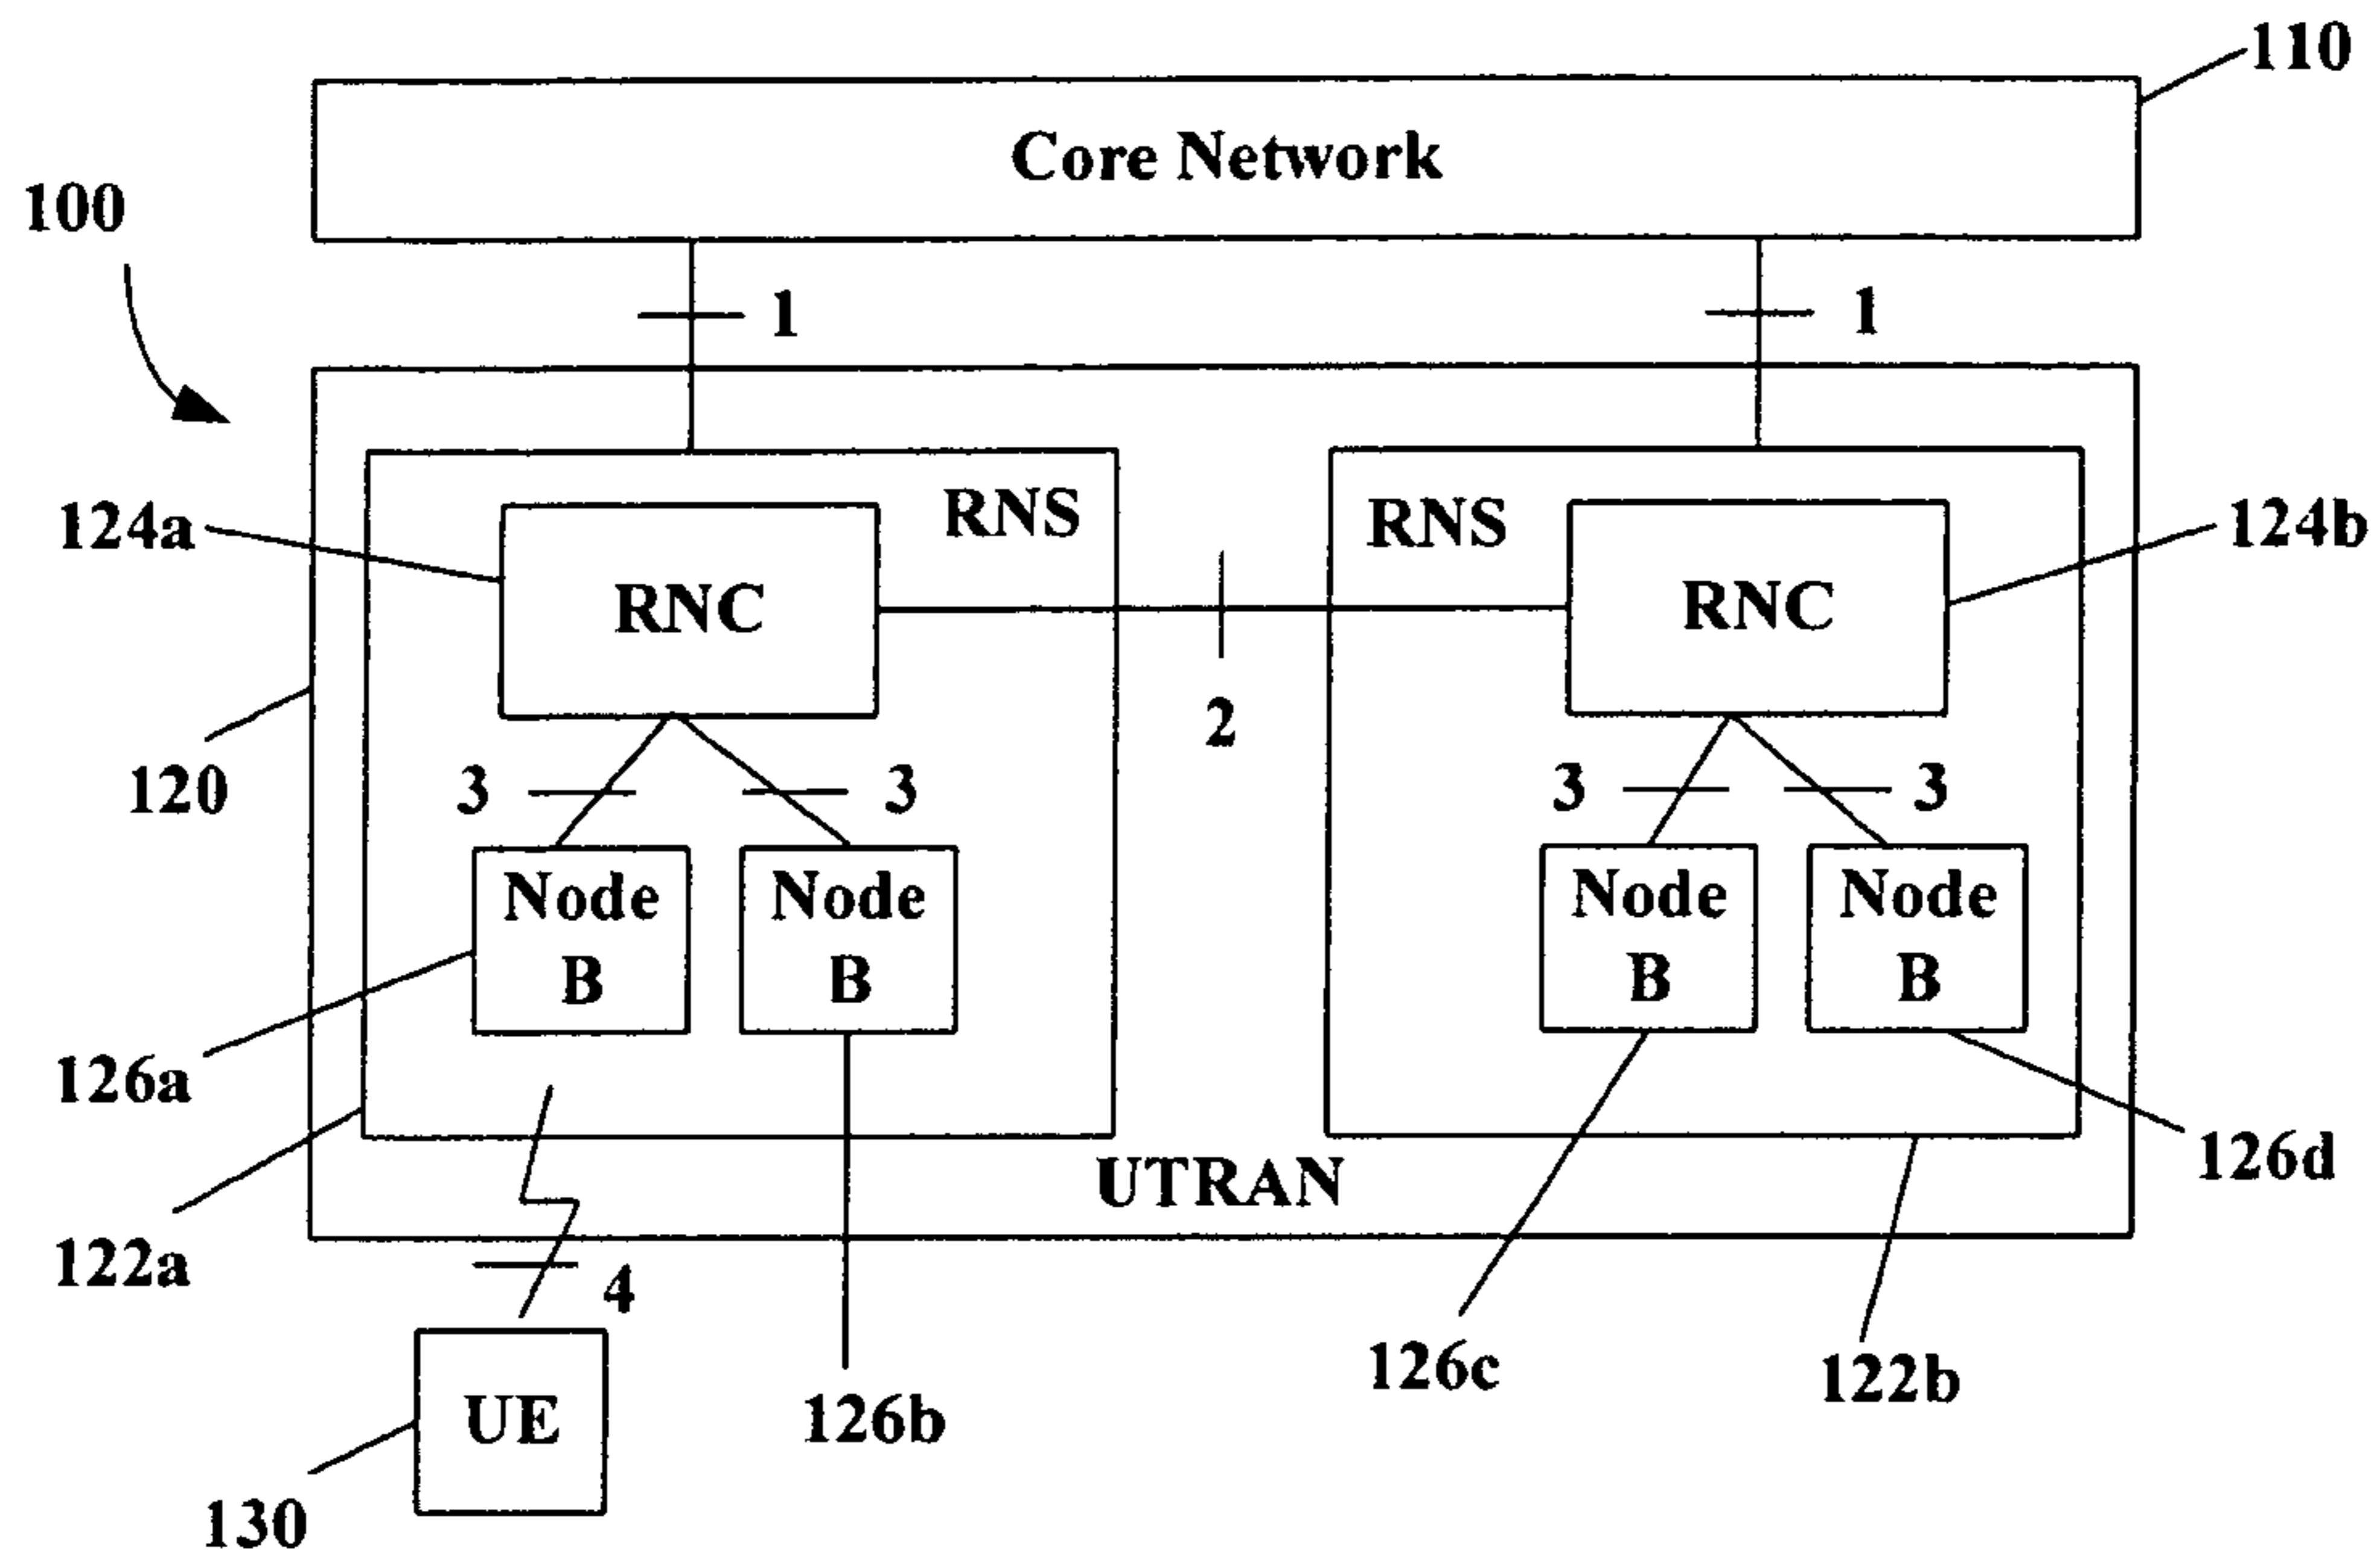 110
Core Network
100
1
1
RNS
RNS
124a
124b
RNC
RNC
2
120
3
3
3
3
Node
B
Node
B
Node
B
Node
B
126a
126d
UTRAN
122a
4
126c
122b
UE
126b
130